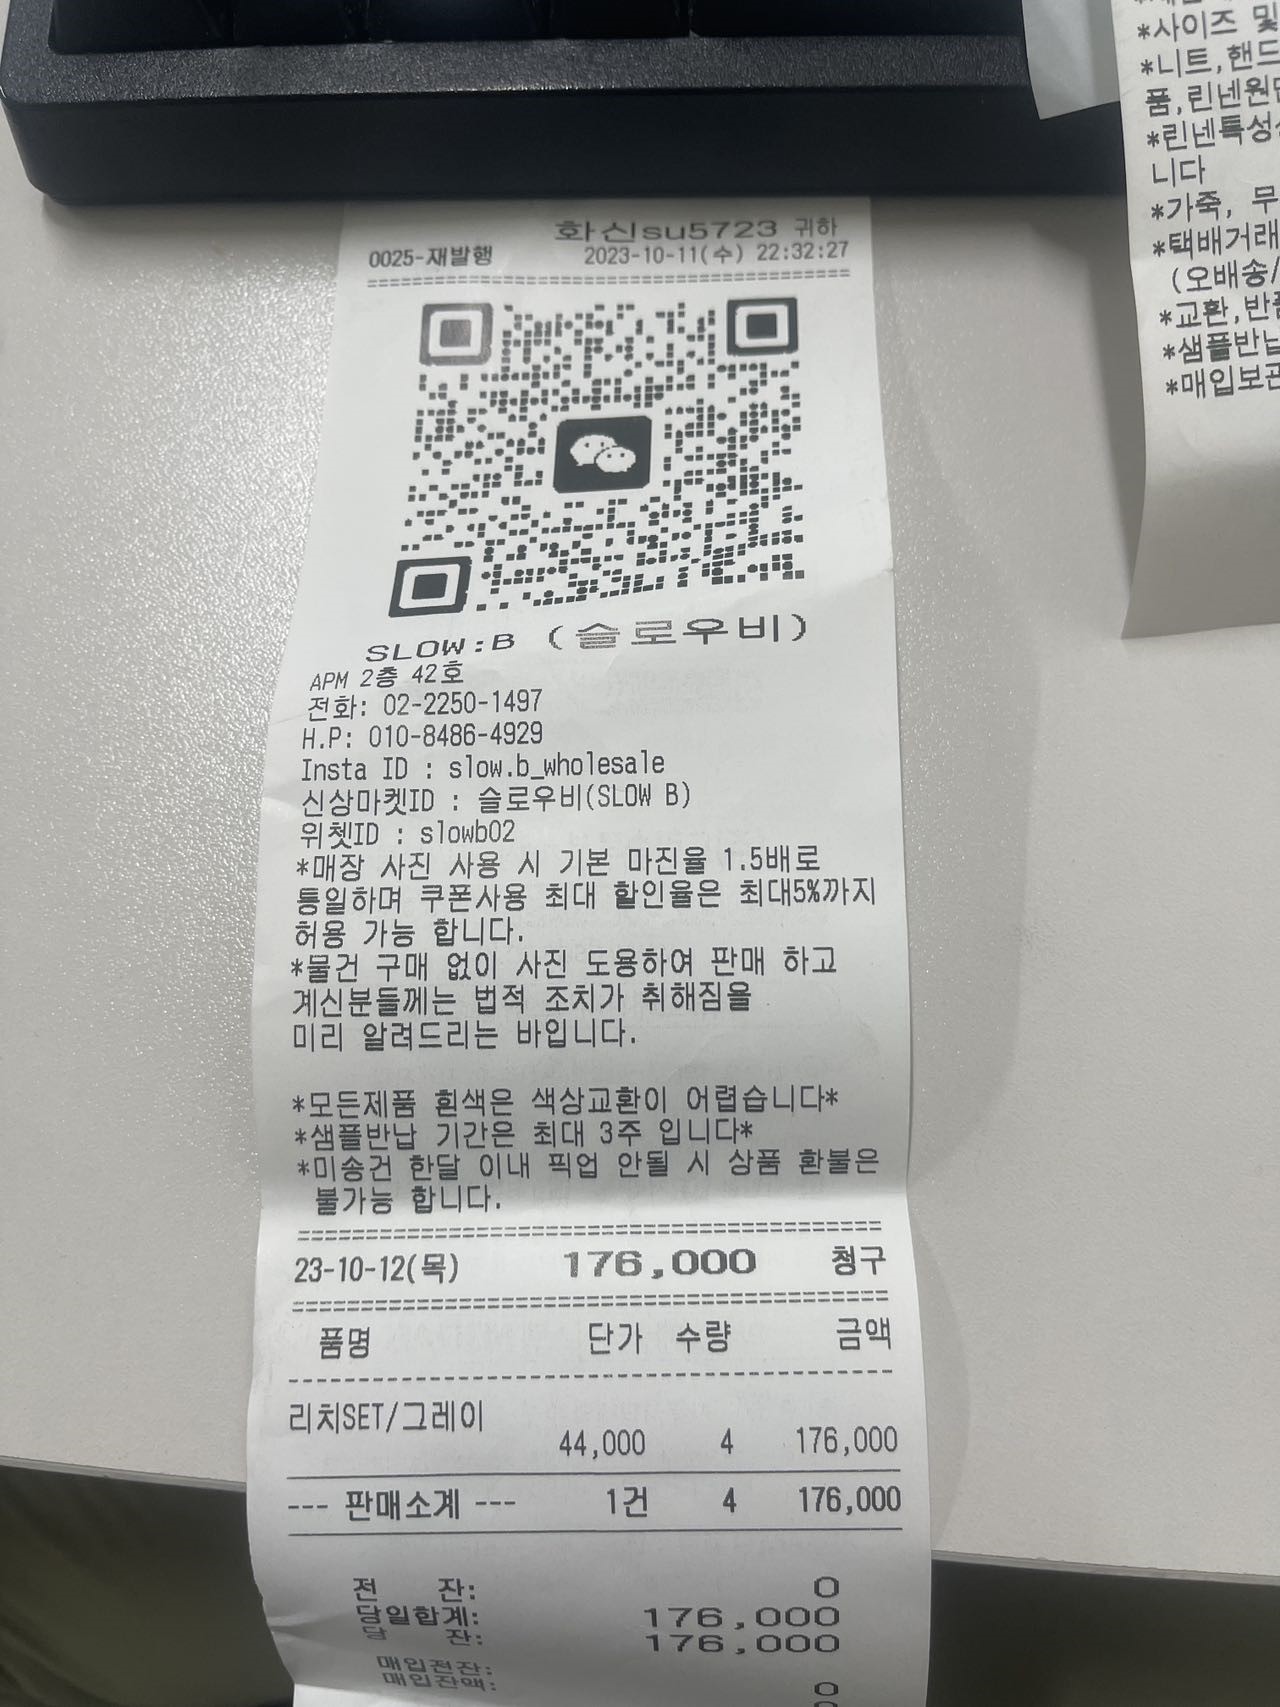 화신su5723 귀하
0025-재발행 2023-10-11(수) 22:32:27
SLOW:B (슬로우비)
APM 2층 42호
전화: 02-2250-1497
H.P: 010-8486-4929
Insta ID : slow.b_wholesale
신상마켓ID : 슬로우비(SLOW B)
위쳇ID : slowb02
*매장 사진 사용 시 기본 마진율 1.5배로
통일하며 쿠폰사용 최대 할인율은 최대5%까지
허용 가능 합니다.
*물건 구매 없이 사진 도용하여 판매 하고
계신분들께는 법적 조치가 취해짐을
미리 알려드리는 바입니다.
*모든제품 흰색은 색상교환이 어렵습니다*
*샘플반납 기간은 최대 3주 입니다*
*미송건 한달 이내 픽업 안될 시 상품 환불은
불가능 합니다.
23-10-12(목) 176,000 청구
품명 단가 수량 금액
리치SET/그레이
44,000 4 176,000
--- 판매소계 --- 1건 4 176,000
전 잔: 0
당일합계: 176,000
당 잔: 176,000
매입전잔: 0
매입잔액:
*사이즈 및
*니트,핸드
품,린넨원단
*린넨특성
니다
*가죽, 무
*택배거래
(오배송/
*교환,반품
*샘플반납
*매입보관